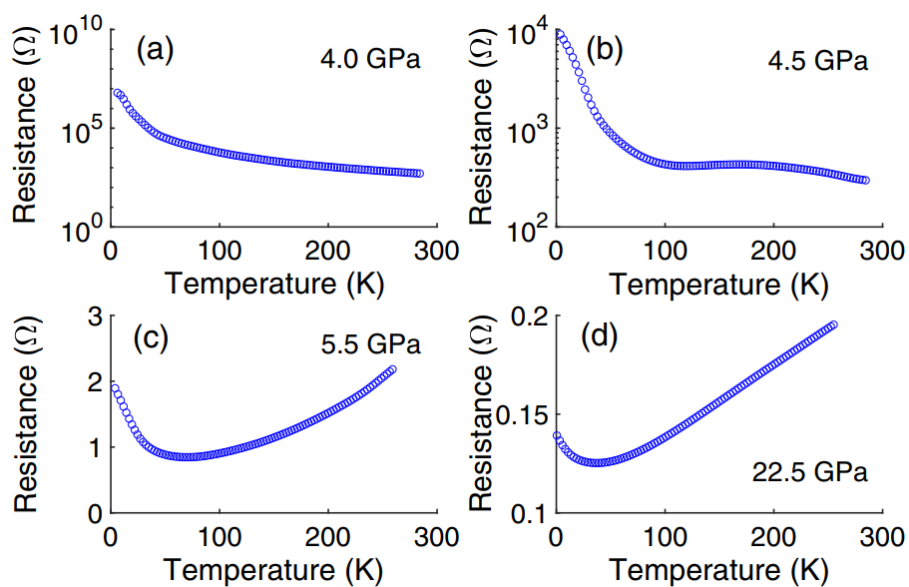 (a)
4.0 GPa
Resistance (Ω)
10^10
10^5
10^0
0 100 200 300
Temperature (K)
(b)
4.5 GPa
Resistance (Ω)
10^4
10^3
10^2
0 100 200 300
Temperature (K)
(c)
5.5 GPa
Resistance (Ω)
3
2
1
0
0 100 200 300
Temperature (K)
(d)
22.5 GPa
Resistance (Ω)
0.2
0.15
0.1
0 100 200 300
Temperature (K)